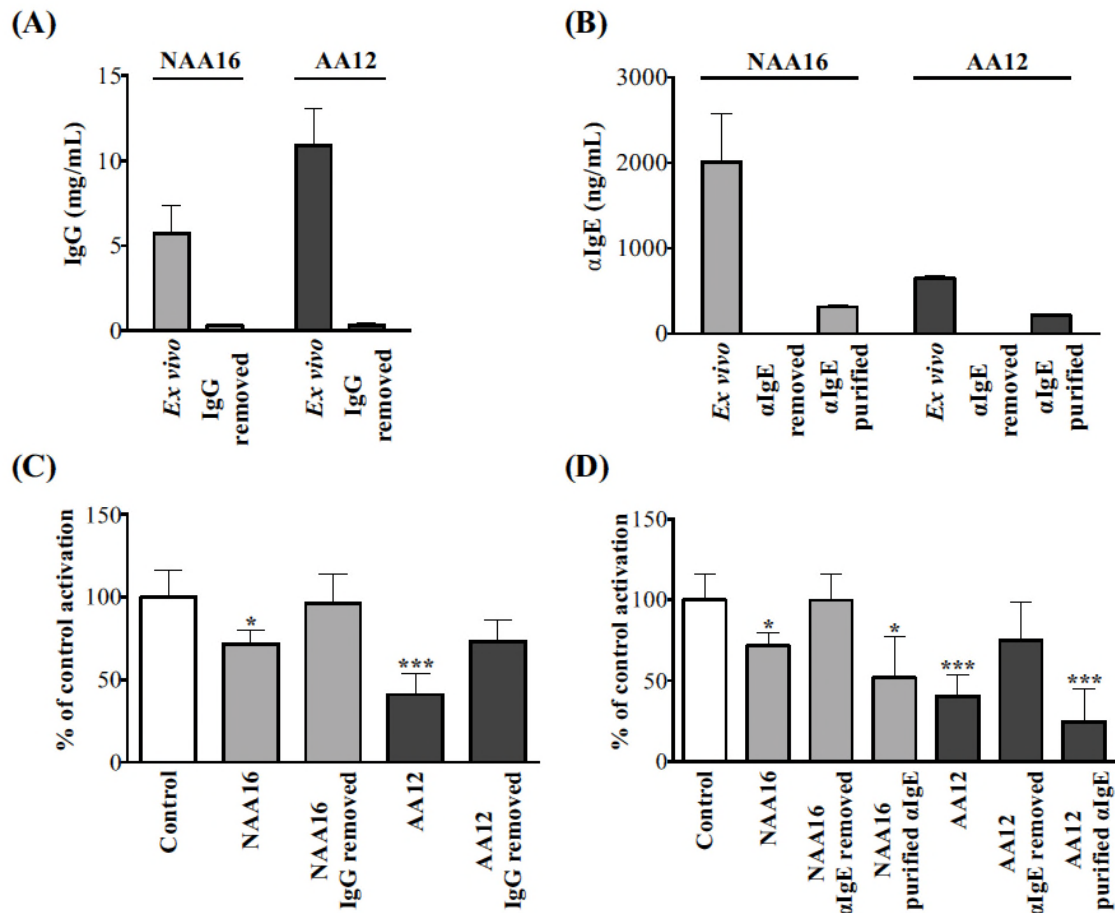 (A)
NAA16 AA12
15
10
5
0
IgG (mg/mL)
Ex vivo
IgG
removed
Ex vivo
IgG
removed
(B)
NAA16 AA12
3000
2000
1000
0
αIgE (ng/mL)
Ex vivo
αIgE
removed
αIgE
purified
Ex vivo
αIgE
removed
αIgE
purified
(C)
150
100
50
0
% of control activation
*
***
Control
NAA16
NAA16
IgG removed
AA12
AA12
IgG removed
(D)
150
100
50
0
% of control activation
*
*
***
***
Control
NAA16
NAA16
αIgE removed
NAA16
purified αIgE
AA12
AA12
αIgE removed
AA12
purified αIgE